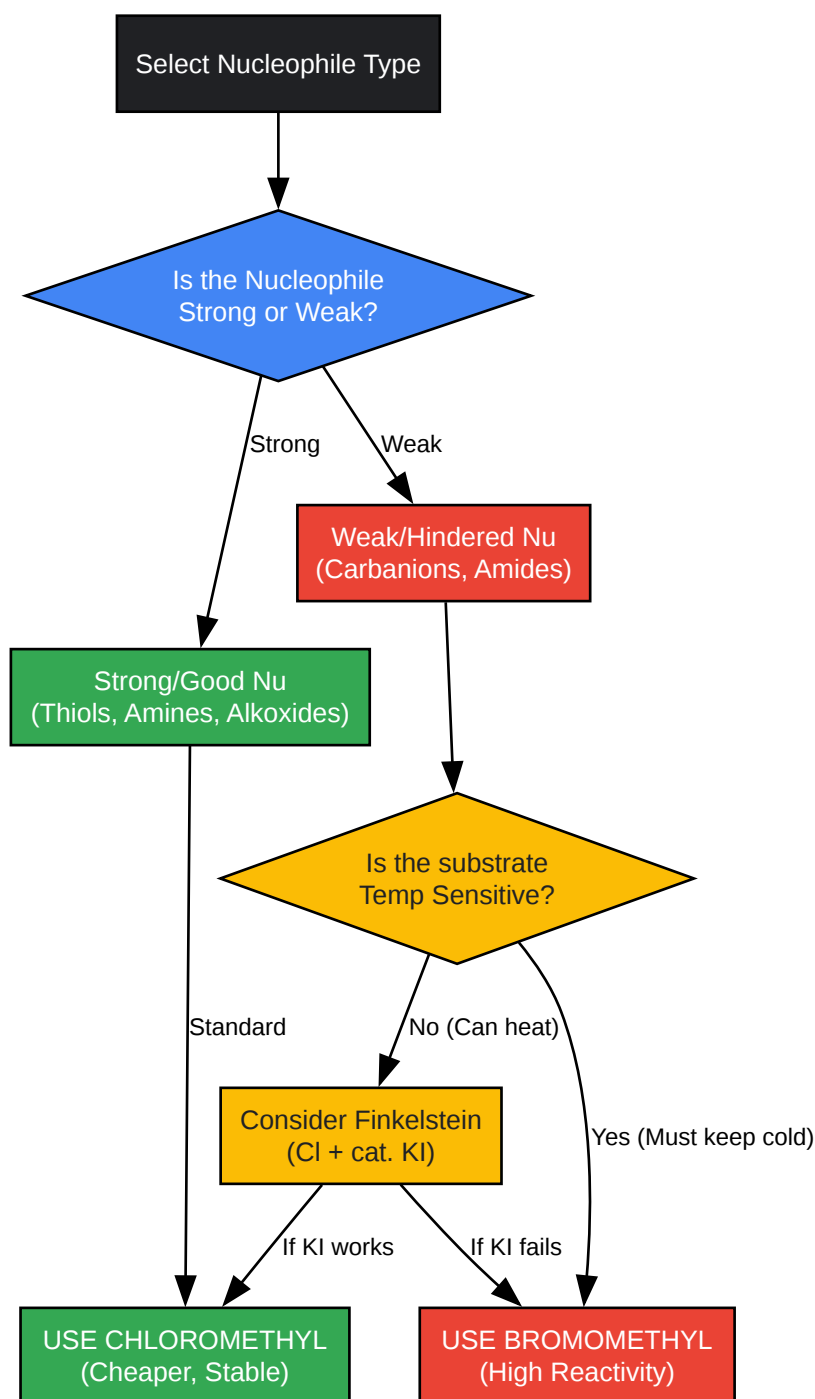 Select Nucleophile Type
Is the Nucleophile
Strong or Weak?
Strong
Weak
Weak/Hindered Nu
(Carbanions, Amides)
Strong/Good Nu
(Thiols, Amines, Alkoxides)
Is the substrate
Temp Sensitive?
Standard
No (Can heat)
Consider Finkelstein
(Cl + cat. KI)
Yes (Must keep cold)
If KI works
If KI fails
USE CHLOROMETHYL
(Cheaper, Stable)
USE BROMOMETHYL
(High Reactivity)